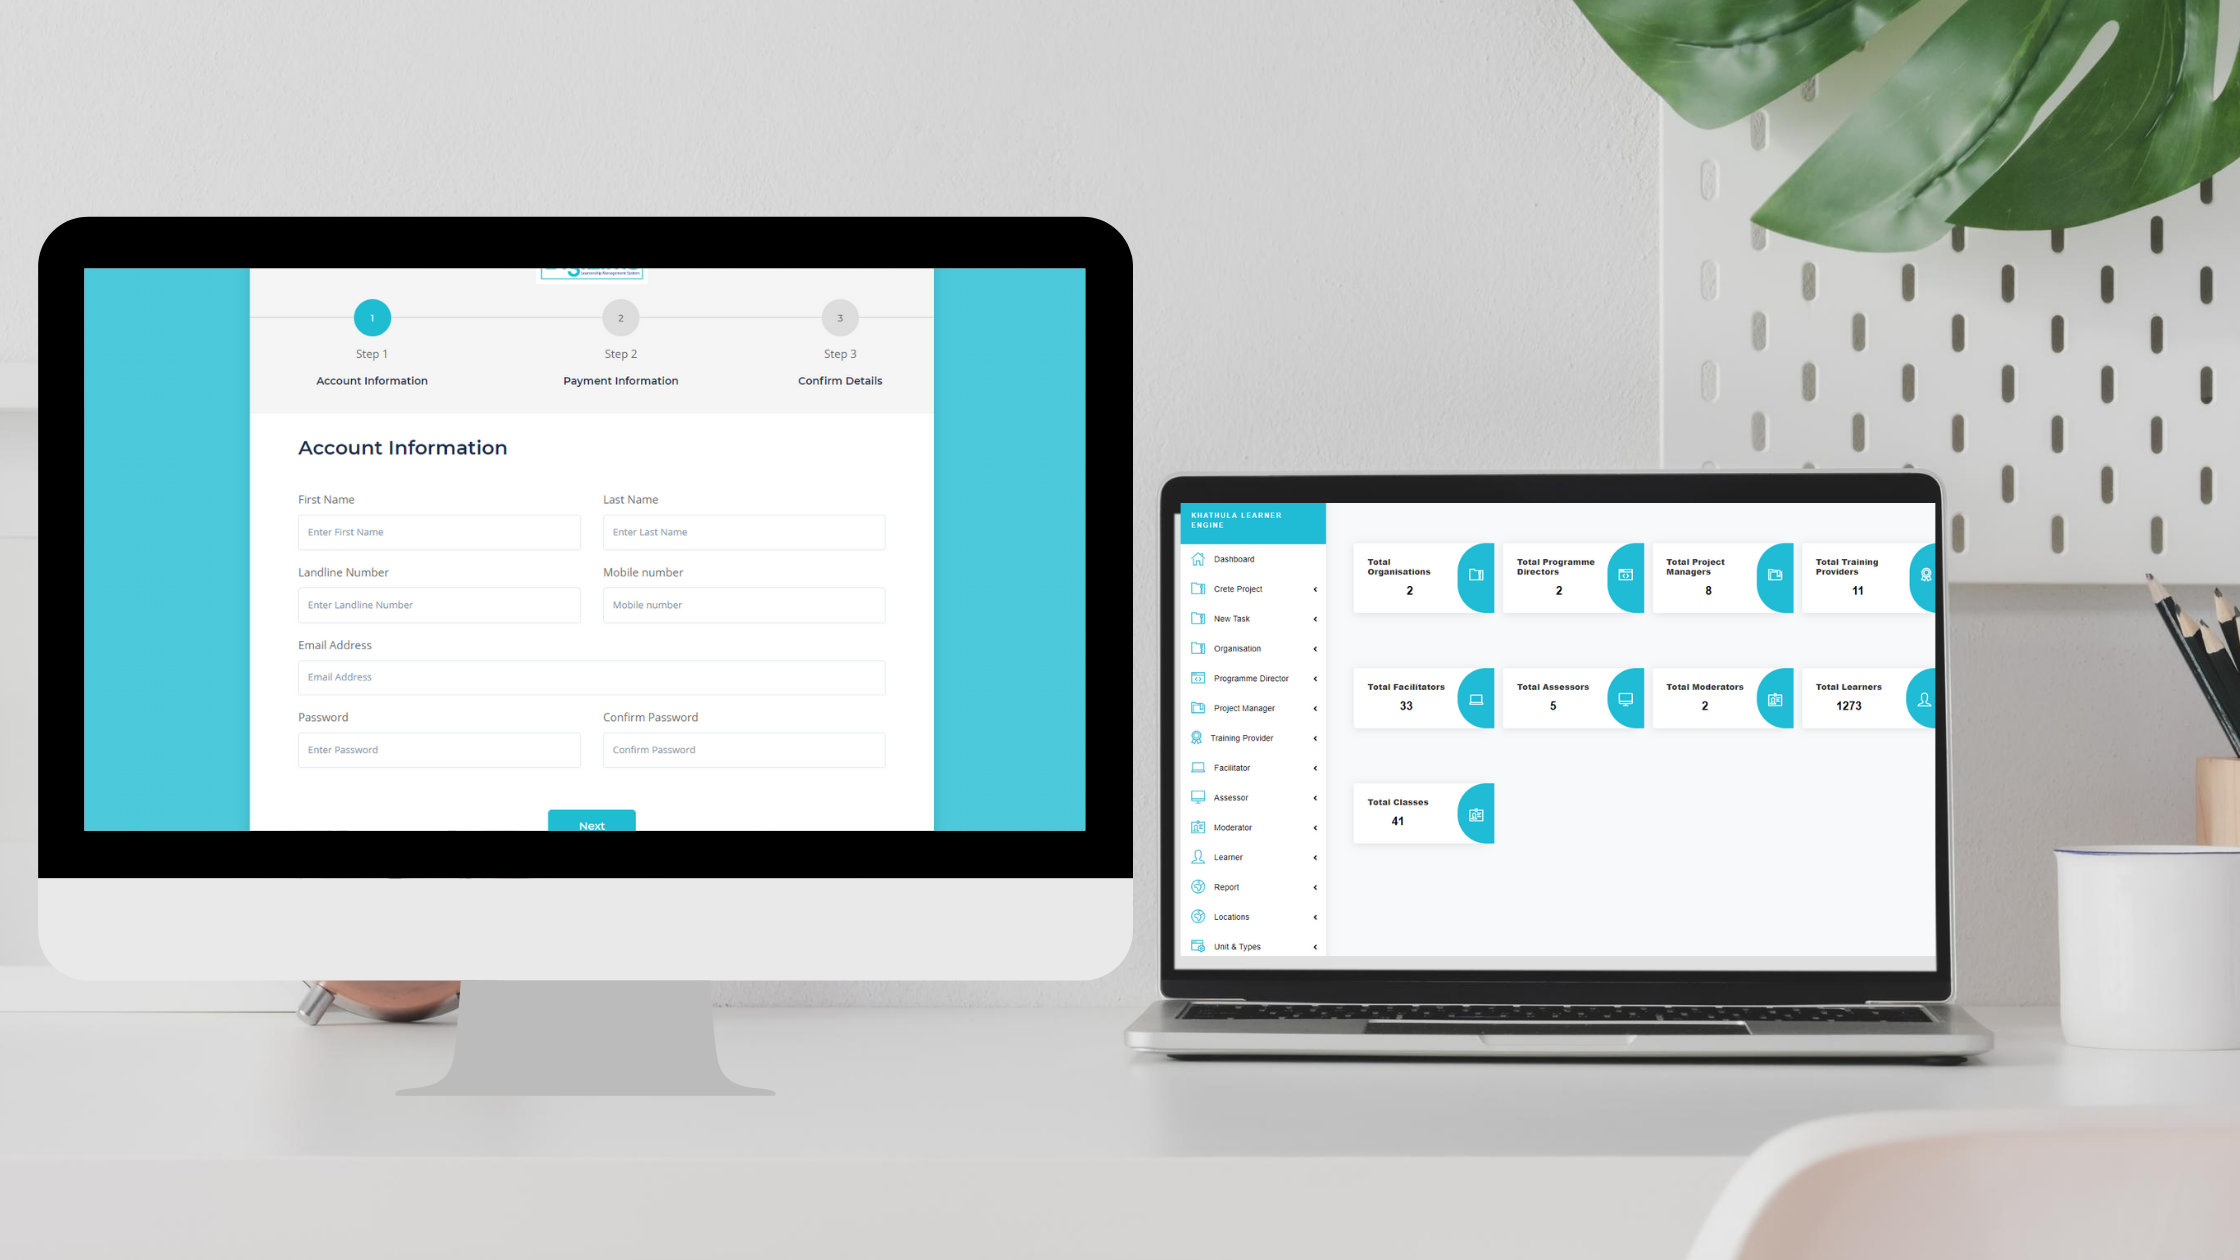 Learnership Management System
1
2
3
Step 1
Step 2
Step 3
Account Information
Payment Information
Confirm Details
Account Information
First Name
Last Name
Enter First Name
Enter Last Name
Landline Number
Mobile number
Enter Landline Number
Mobile number
Email Address
Email Address
Password
Confirm Password
Enter Password
Confirm Password
Next
KHATHULA LEARNER
ENGINE
Dashboard
Crete Project
New Task
Organisation
Programme Director
Project Manager
Training Provider
Facilitator
Assessor
Moderator
Learner
Report
Locations
Unit & Types
Total
Organisations
2
Total Programme
Directors
2
Total Project
Managers
8
Total Training
Providers
11
Total Facilitators
33
Total Assessors
5
Total Moderators
2
Total Learners
1273
Total Classes
41